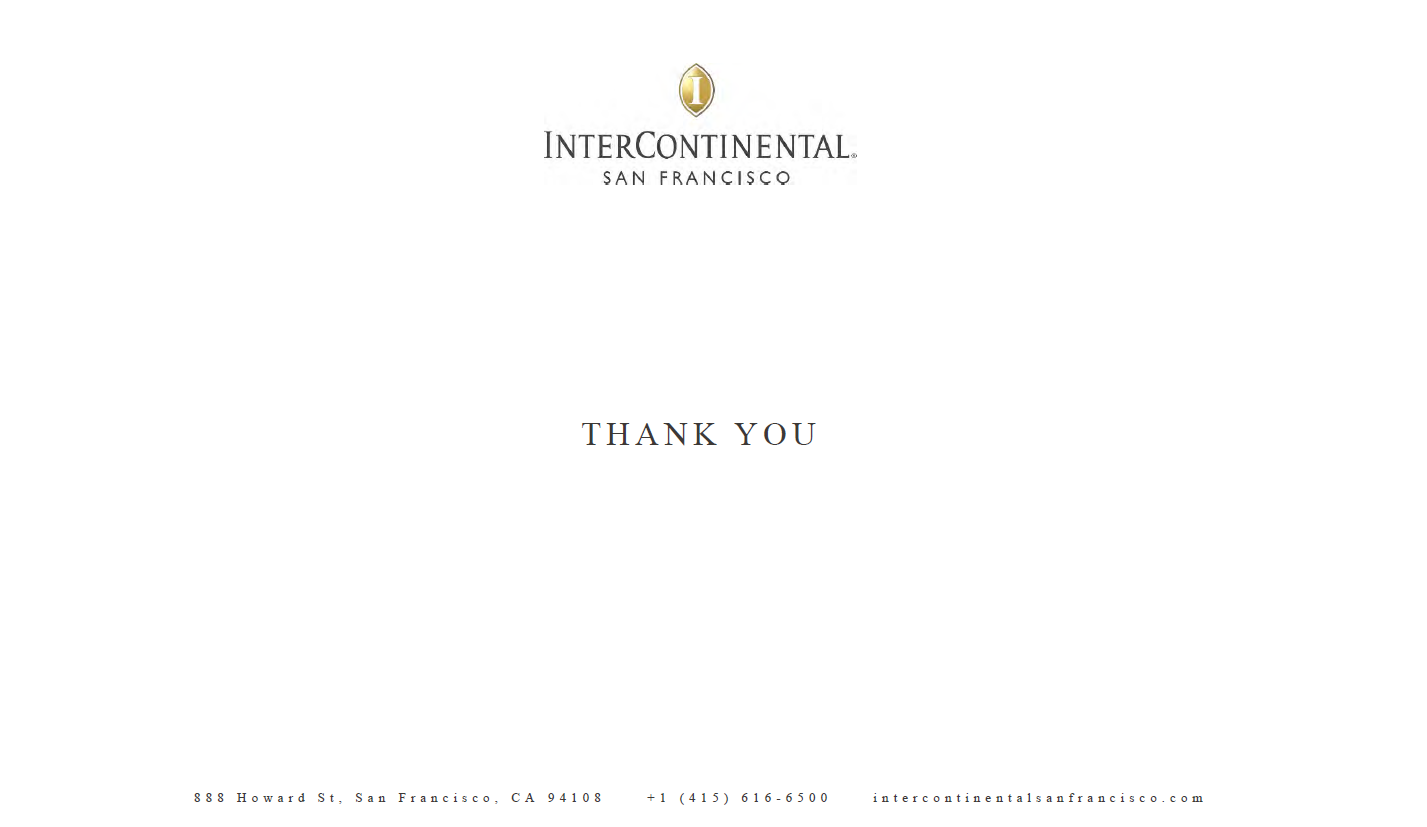 I
INTERCONTINENTAL®
SAN FRANCISCO
THANK YOU
888 Howard St, San Francisco, CA 94108 +1 (415) 616-6500 intercontinentalsanfrancisco.com